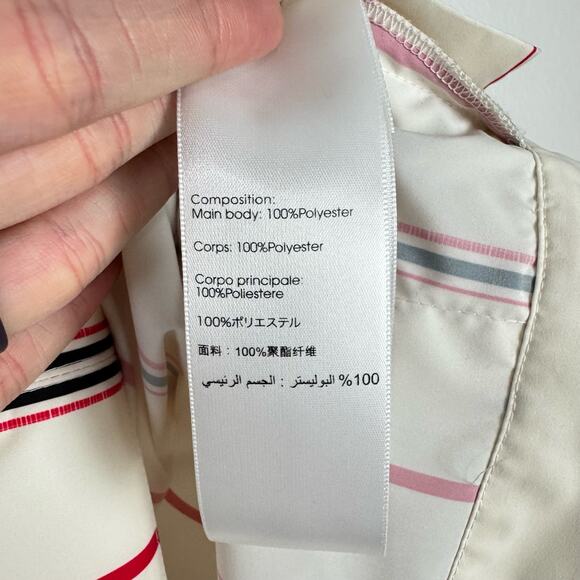 Composition:
Main body: 100%Polyester
Corps: 100%Polyester
Corpo principale:
100%Poliestere
100%ポリエステル
面料：100%聚酯纤维
100% البوليستر : الجسم الرئيسي